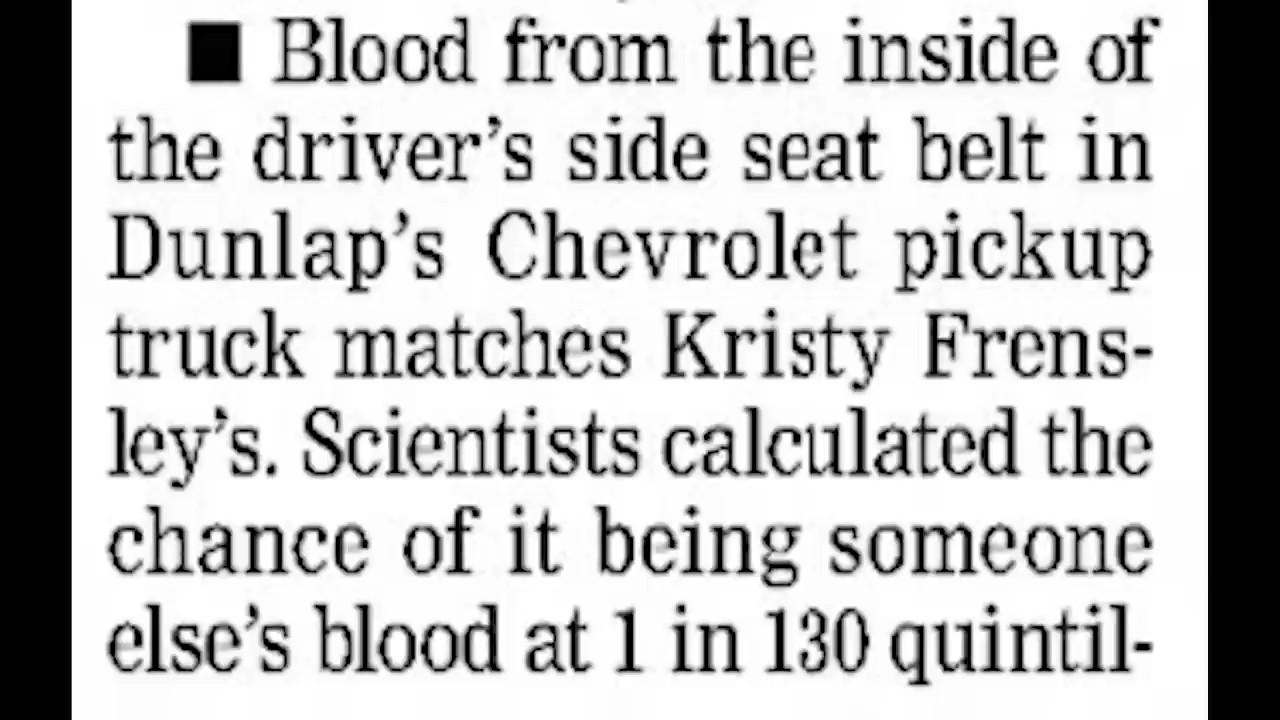 ■ Blood from the inside of
the driver's side seat belt in
Dunlap's Chevrolet pickup
truck matches Kristy Frens-
ley's. Scientists calculated the
chance of it being someone
else's blood at 1 in 130 quintil-